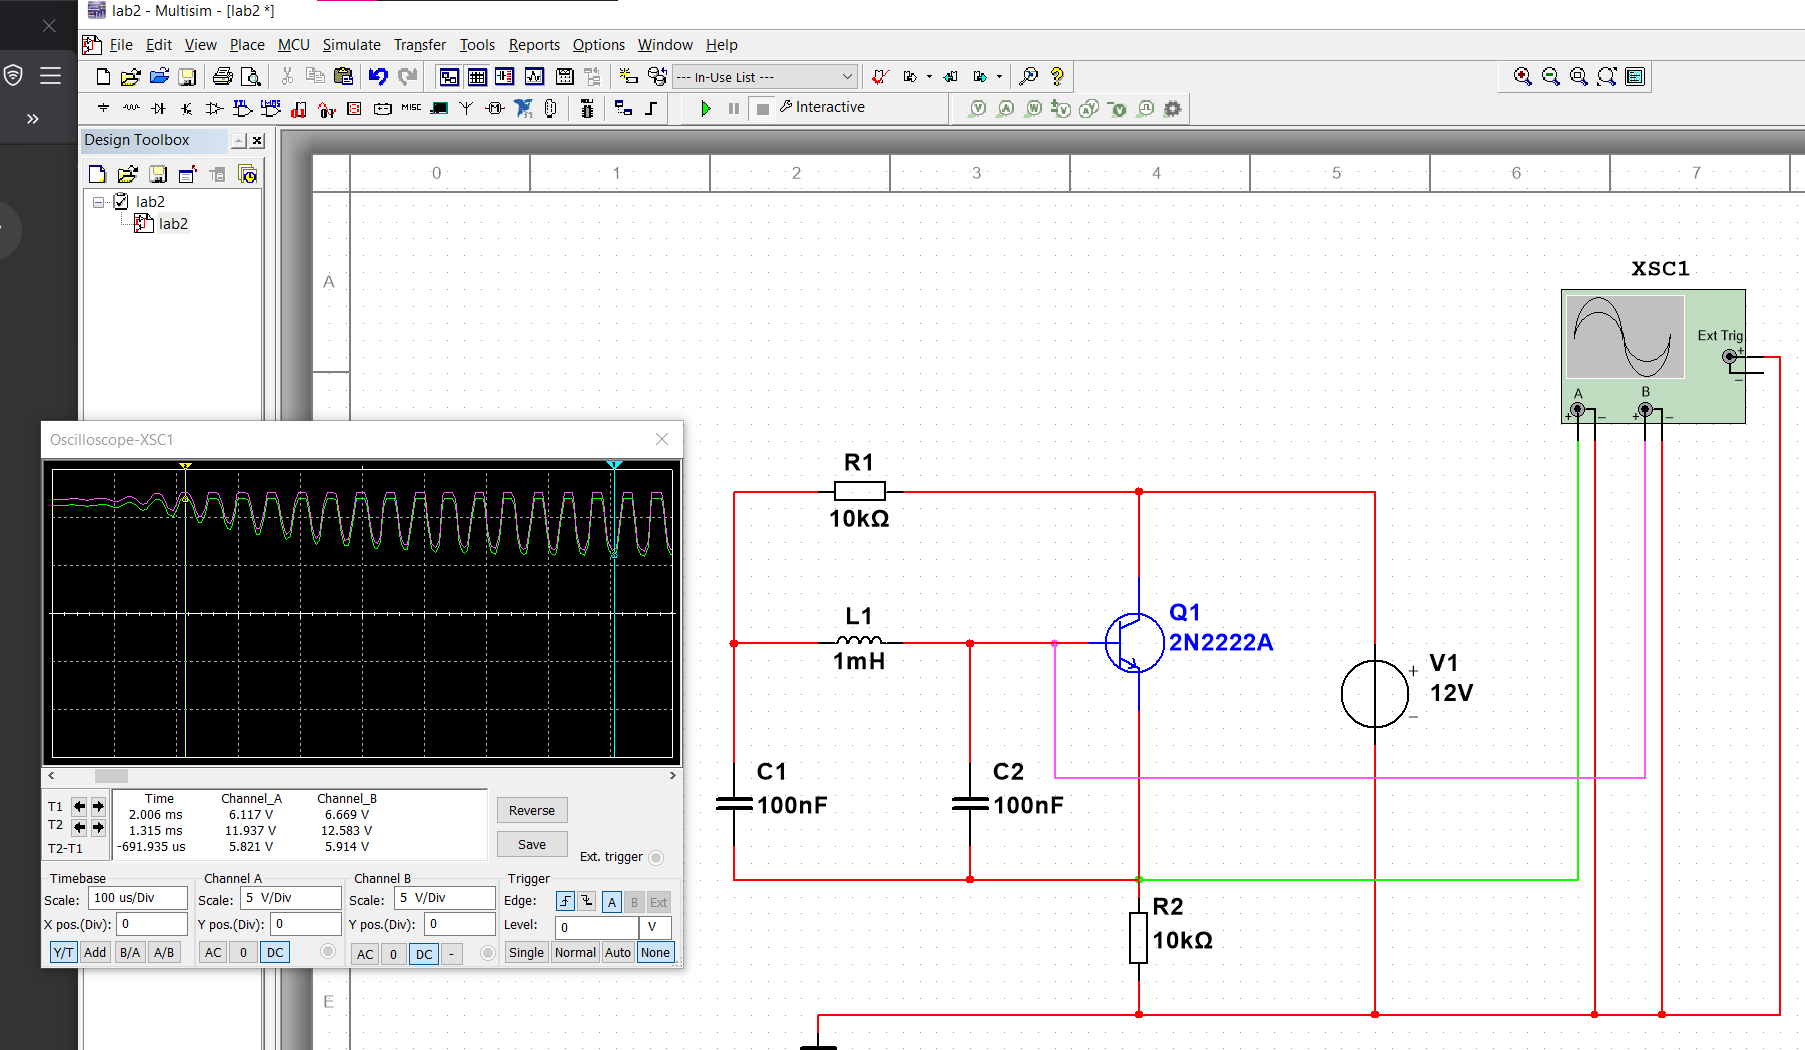 lab2 - Multisim - [lab2 *]
File Edit View Place MCU Simulate Transfer Tools Reports Options Window Help
--- In-Use List ---
MISC
Interactive
V A W V A V
Design Toolbox
lab2
lab2
0 1 2 3 4 5 6 7
A
E
XSC1
Ext Trig
+
–
A B
+ – + –
R1
10kΩ
L1
1mH
Q1
2N2222A
+
–
V1
12V
C1
100nF
C2
100nF
R2
10kΩ
Oscilloscope-XSC1
T1
T2
T2-T1
Time Channel_A Channel_B
2.006 ms 6.117 V 6.669 V
1.315 ms 11.937 V 12.583 V
-691.935 us 5.821 V 5.914 V
Reverse
Save
Ext. trigger
Timebase
Scale: 100 us/Div
X pos.(Div): 0
Y/T Add B/A A/B
Channel A
Scale: 5 V/Div
Y pos.(Div): 0
AC 0 DC
Channel B
Scale: 5 V/Div
Y pos.(Div): 0
AC 0 DC -
Trigger
Edge: A B Ext
Level: 0 V
Single Normal Auto None